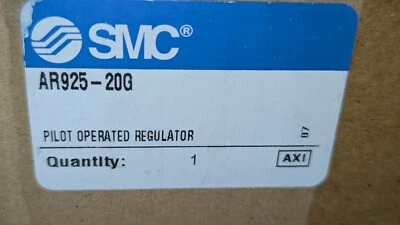 SMC®
AR925-20G
PILOT OPERATED REGULATOR 07
Quantity: 1 AXI